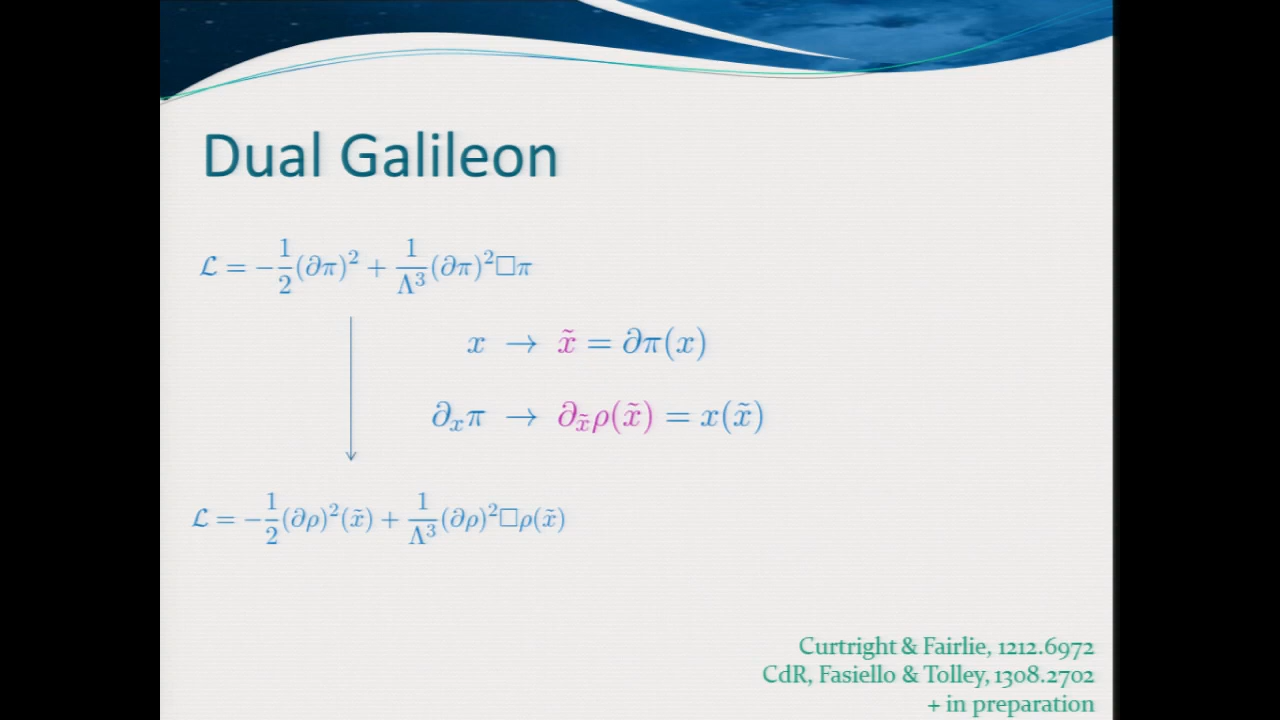 Dual Galileon
ℒ = −1/2(∂π)² + 1/Λ³(∂π)²□π
x → x̃ = ∂π(x)
∂ₓπ → ∂_x̃ρ(x̃) = x(x̃)
ℒ = −1/2(∂ρ)²(x̃) + 1/Λ³(∂ρ)²□ρ(x̃)
Curtright & Fairlie, 1212.6972
CdR, Fasiello & Tolley, 1308.2702
+ in preparation